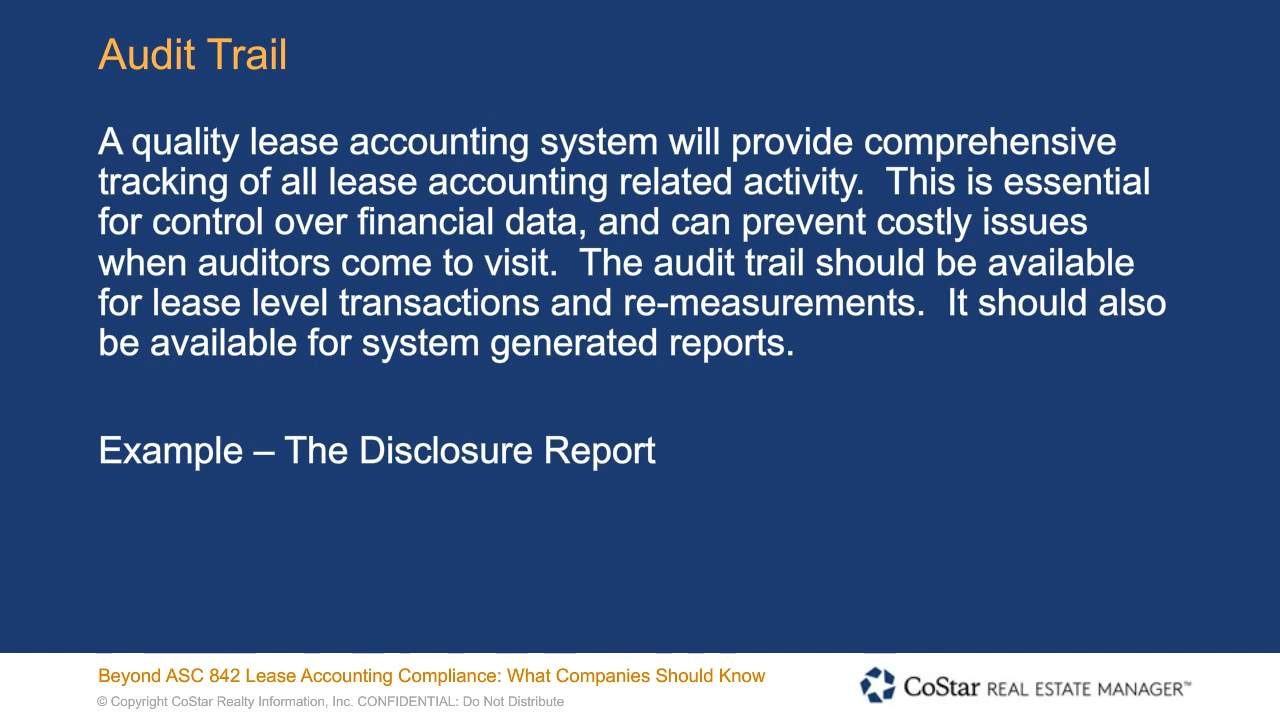 Audit Trail
A quality lease accounting system will provide comprehensive
tracking of all lease accounting related activity.  This is essential
for control over financial data, and can prevent costly issues
when auditors come to visit.  The audit trail should be available
for lease level transactions and re-measurements.  It should also
be available for system generated reports.
Example – The Disclosure Report
Beyond ASC 842 Lease Accounting Compliance: What Companies Should Know
© Copyright CoStar Realty Information, Inc. CONFIDENTIAL: Do Not Distribute
CoStar REAL ESTATE MANAGER™